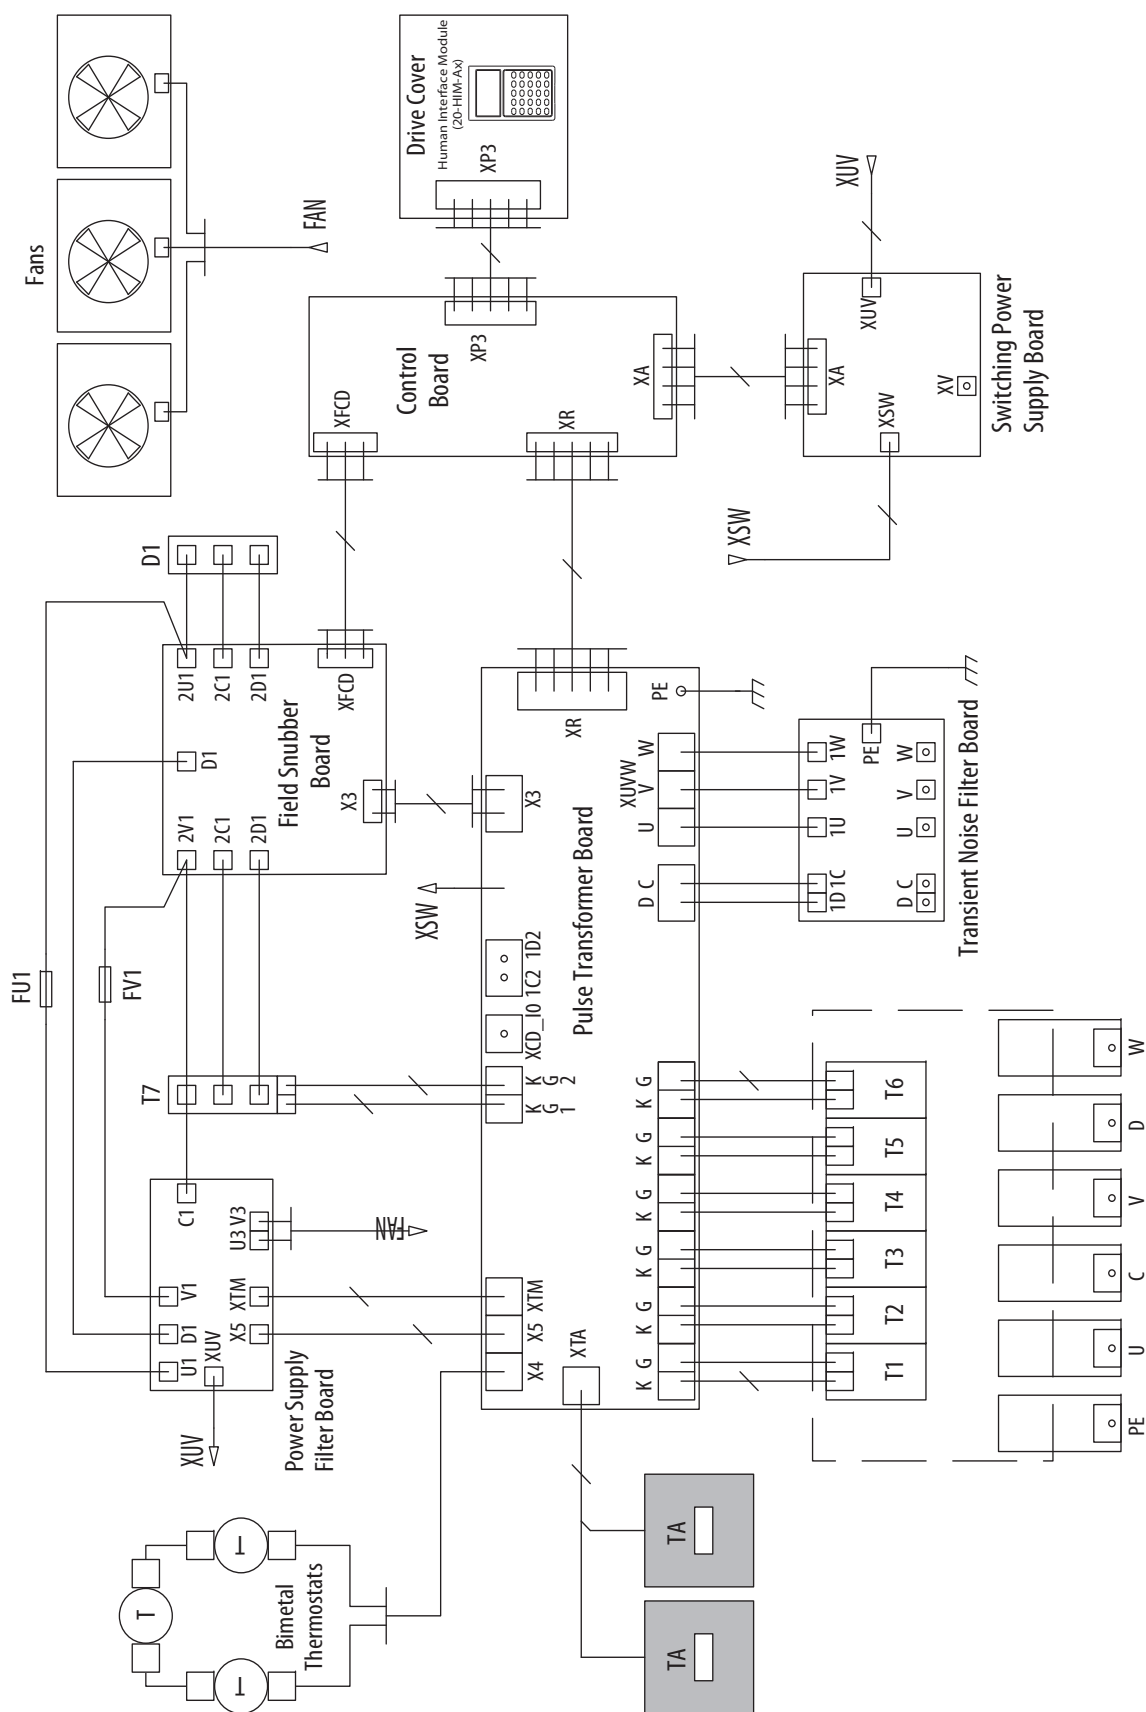 Bimetal
Thermostats
T
T
T
FU1
FV1
T7
D1
Fans
FAN
U1
D1
V1
C1
XUV
X5
XTM
U3 V3
XUV
FAN
Power Supply
Filter Board
2V1
2C1
2D1
D1
2U1
2C1
2D1
Field Snubber
Board
X3
XFCD
XFCD
Control
Board
XP3
XR
XA
Drive Cover
Human Interface Module
(20-HIM-Ax)
XP3
X4
X5
XTM
K
G
1
K
G
2
XCD_I0
1C2
1D2
XSW
X3
XR
XTA
Pulse Transformer Board
PE
K G
K G
K G
K G
K G
K G
D C
U
XUVW
V
W
TA
TA
T1
T2
T3
T4
T5
T6
1D
1C
1U
1V
1W
PE
D C
U
V
W
Transient Noise Filter Board
XSW
XA
XSW
XUV
XV
XUV
Switching Power
Supply Board
PE
U
C
V
D
W